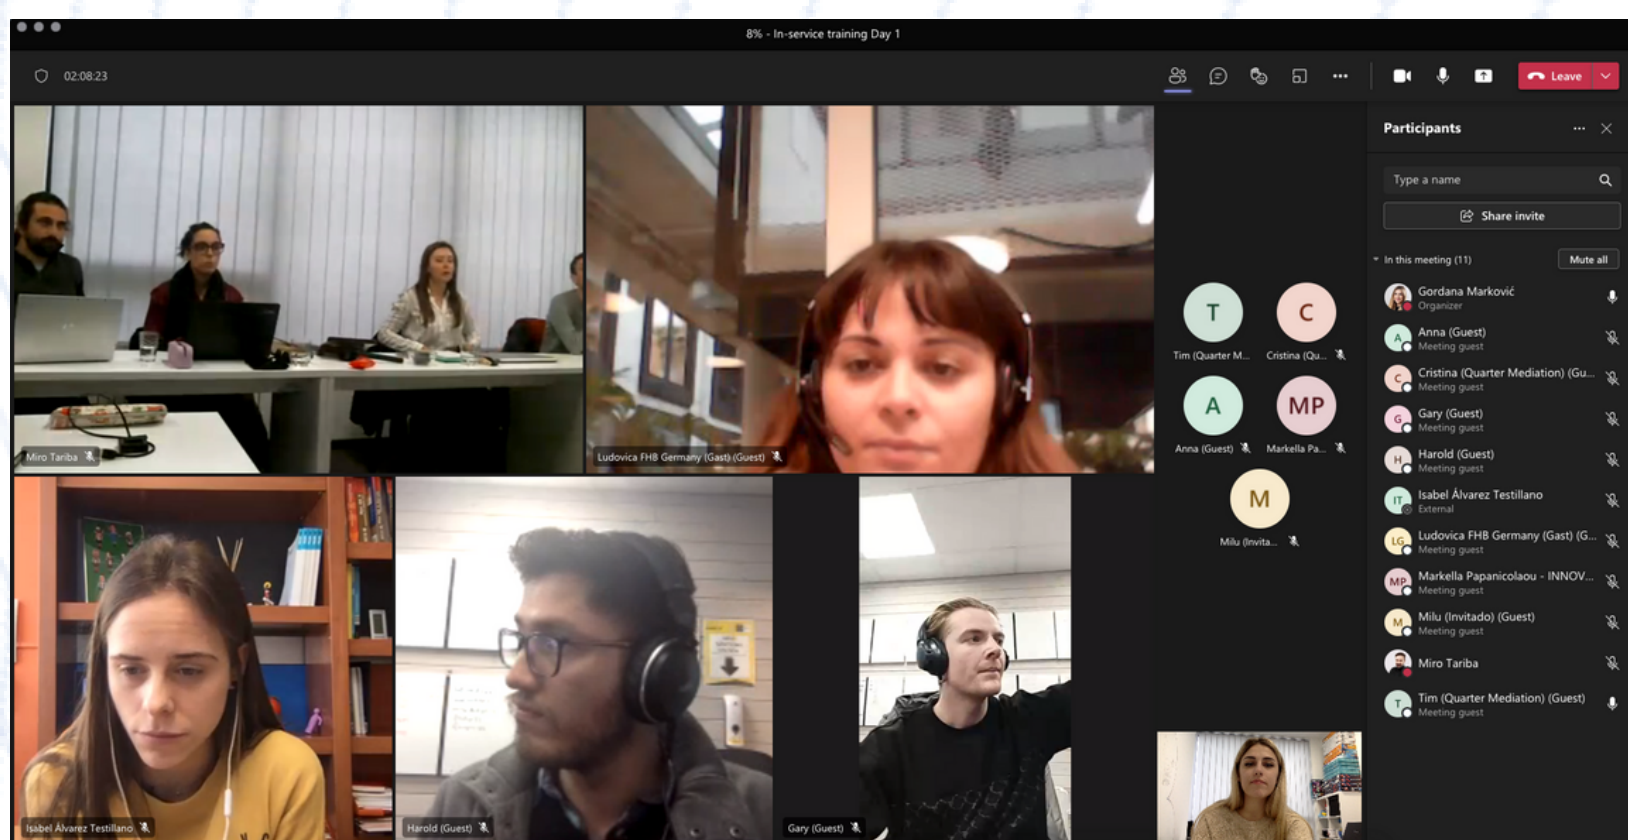 8% - In-service training Day 1
02:08:23
Leave
Miro Tariba
Ludovica FHB Germany (Gast) (Guest)
Isabel Álvarez Testillano
Harold (Guest)
Gary (Guest)
T
C
Tim (Quarter M...
Cristina (Qu...
A
MP
Anna (Guest)
Markella Pa...
M
Milu (Invita...
Participants
Type a name
Share invite
In this meeting (11)
Mute all
Gordana Marković
Organizer
A
Anna (Guest)
Meeting guest
C
Cristina (Quarter Mediation) (Gu...
Meeting guest
G
Gary (Guest)
Meeting guest
H
Harold (Guest)
Meeting guest
IT
Isabel Álvarez Testillano
External
LG
Ludovica FHB Germany (Gast) (G...
Meeting guest
MP
Markella Papanicolaou - INNOV...
Meeting guest
M
Milu (Invitado) (Guest)
Meeting guest
Miro Tariba
T
Tim (Quarter Mediation) (Guest)
Meeting guest